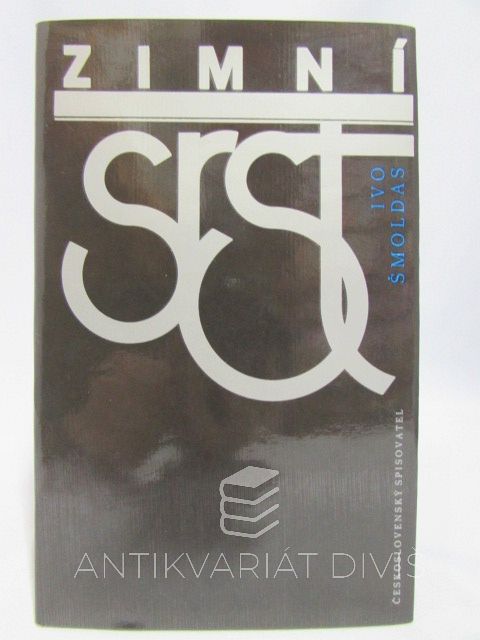 ZIMNÍ
srst
IVO
ŠMOLDAS
ČESKOSLOVENSKÝ SPISOVATEL
ANTIKVARIÁT DIVIŠ